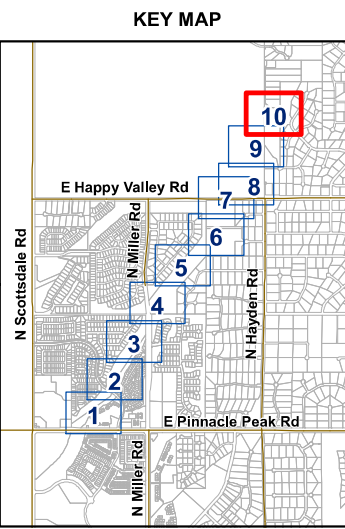 KEY MAP
10
9
E Happy Valley Rd
8
7
N Miller Rd
6
N Scottsdale Rd
5
N Hayden Rd
4
3
2
1
E Pinnacle Peak Rd
N Miller Rd